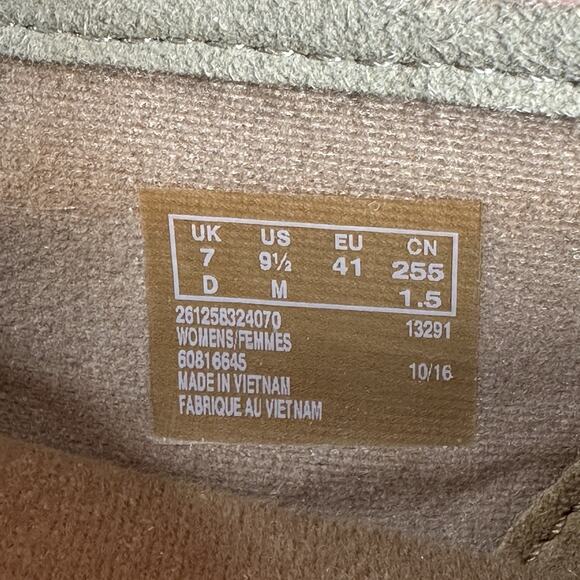 UK US EU CN
7 9½ 41 255
D M 1.5
261258324070 13291
WOMENS/FEMMES
60816645 10/16
MADE IN VIETNAM
FABRIQUE AU VIETNAM